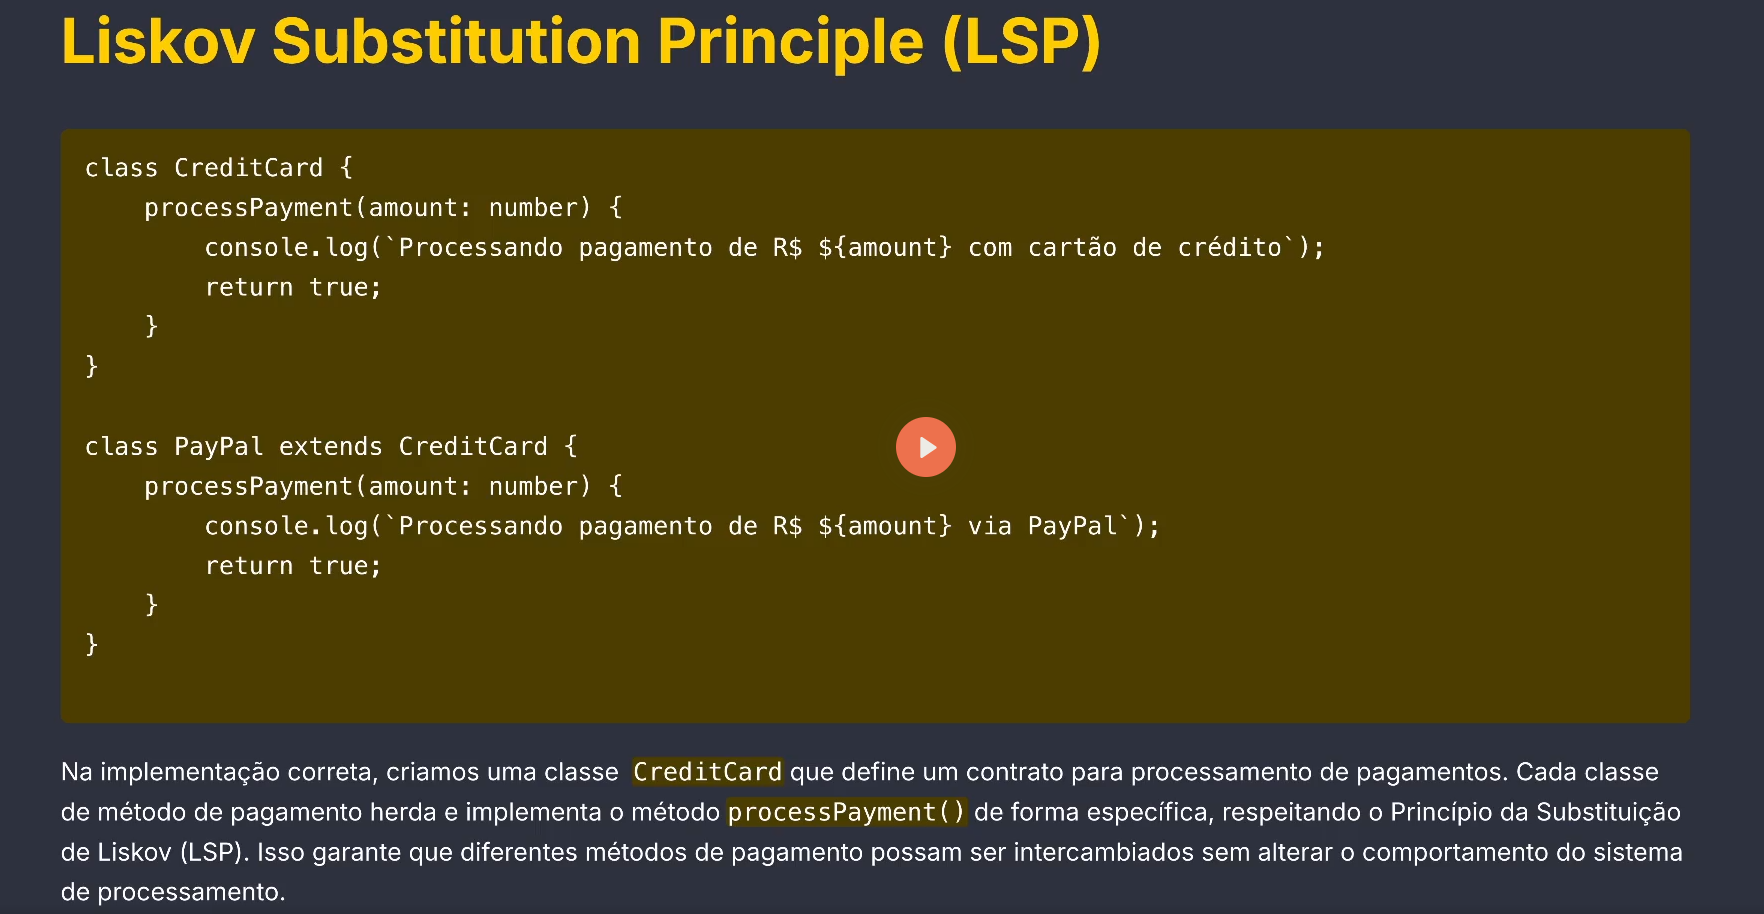 Liskov Substitution Principle (LSP)
class CreditCard {
    processPayment(amount: number) {
        console.log(`Processando pagamento de R$ ${amount} com cartão de crédito`);
        return true;
    }
}
class PayPal extends CreditCard {
    processPayment(amount: number) {
        console.log(`Processando pagamento de R$ ${amount} via PayPal`);
        return true;
    }
}
Na implementação correta, criamos uma classe CreditCard que define um contrato para processamento de pagamentos. Cada classe
de método de pagamento herda e implementa o método processPayment() de forma específica, respeitando o Princípio da Substituição
de Liskov (LSP). Isso garante que diferentes métodos de pagamento possam ser intercambiados sem alterar o comportamento do sistema
de processamento.